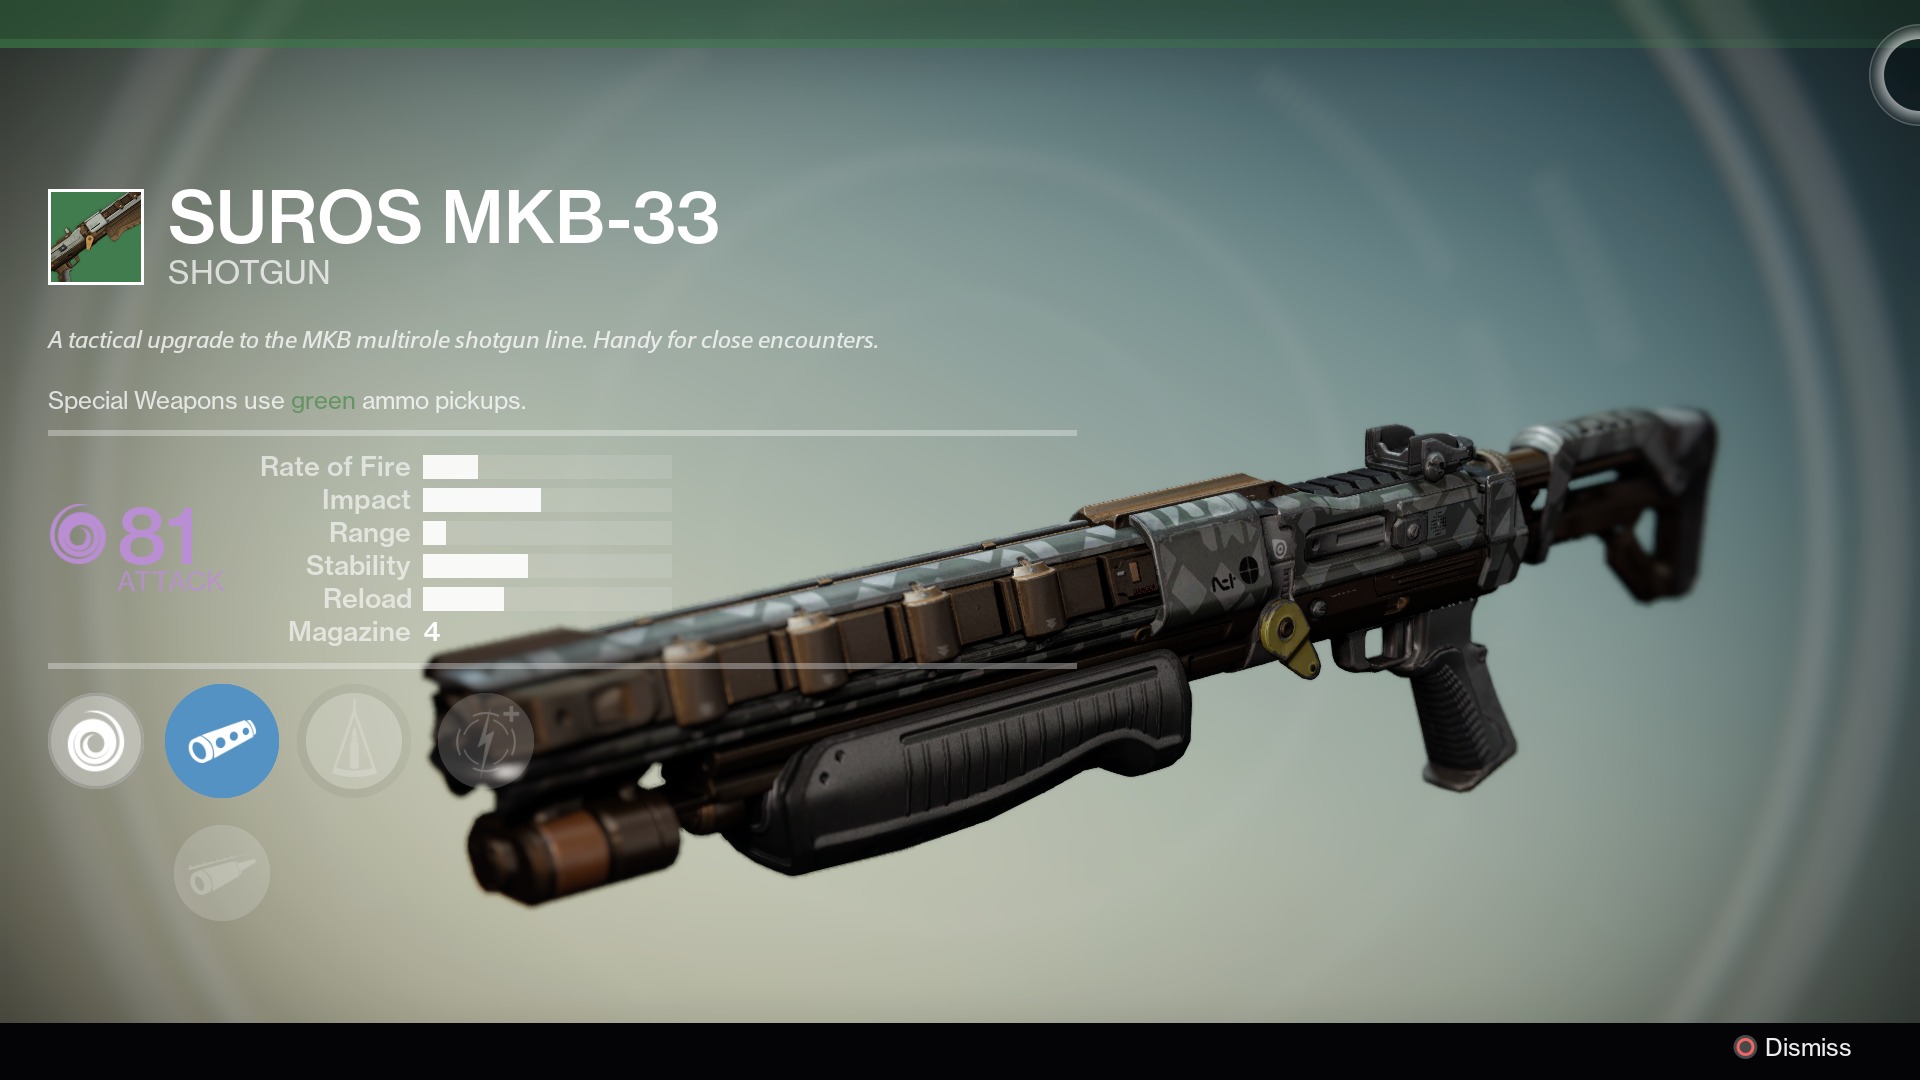 SUROS MKB-33
SHOTGUN
A tactical upgrade to the MKB multirole shotgun line. Handy for close encounters.
Special Weapons use green ammo pickups.
81
ATTACK
Rate of Fire
Impact
Range
Stability
Reload
Magazine 4
Dismiss